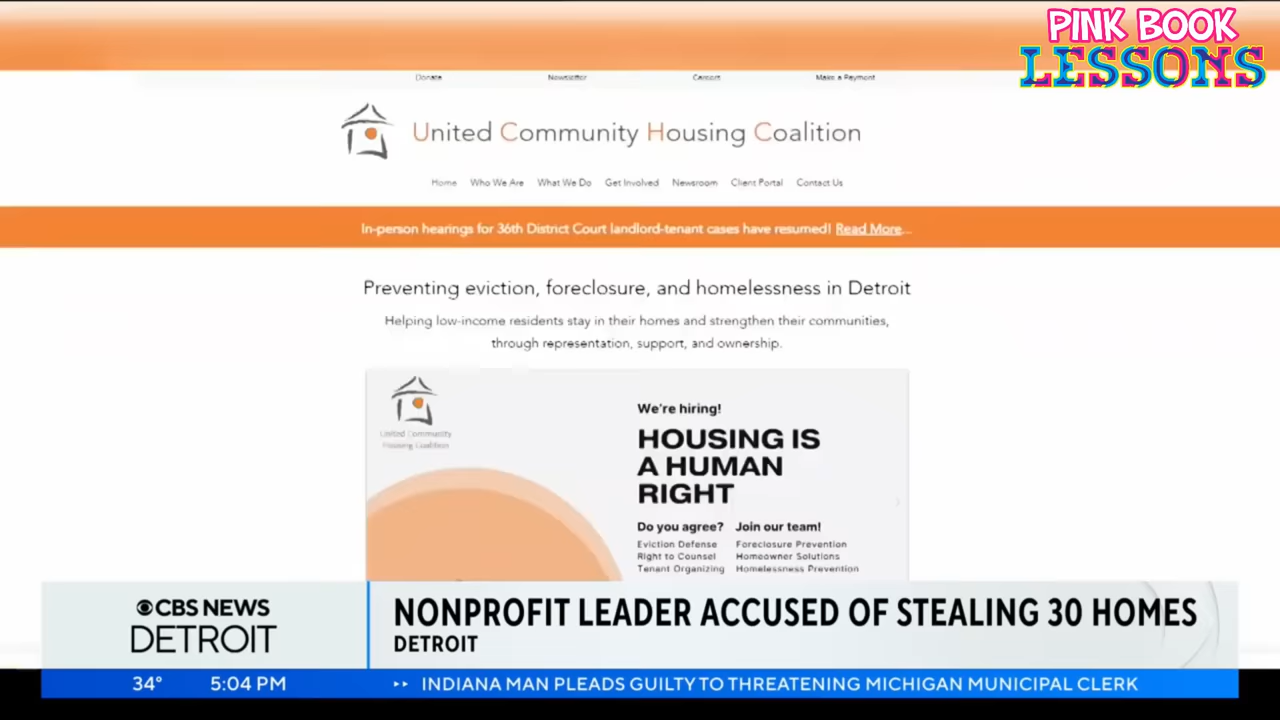 PINK BOOK
LESSONS
Donate Newsletter Careers Make a Payment
United Community Housing Coalition
Home Who We Are What We Do Get Involved Newsroom Client Portal Contact Us
In-person hearings for 36th District Court landlord-tenant cases have resumed! Read More...
Preventing eviction, foreclosure, and homelessness in Detroit
Helping low-income residents stay in their homes and strengthen their communities,
through representation, support, and ownership.
United Community
Housing Coalition
We're hiring!
HOUSING IS
A HUMAN
RIGHT
Do you agree? Join our team!
Eviction Defense Foreclosure Prevention
Right to Counsel Homeowner Solutions
Tenant Organizing Homelessness Prevention
CBS NEWS
DETROIT
NONPROFIT LEADER ACCUSED OF STEALING 30 HOMES
DETROIT
34° 5:04 PM INDIANA MAN PLEADS GUILTY TO THREATENING MICHIGAN MUNICIPAL CLERK